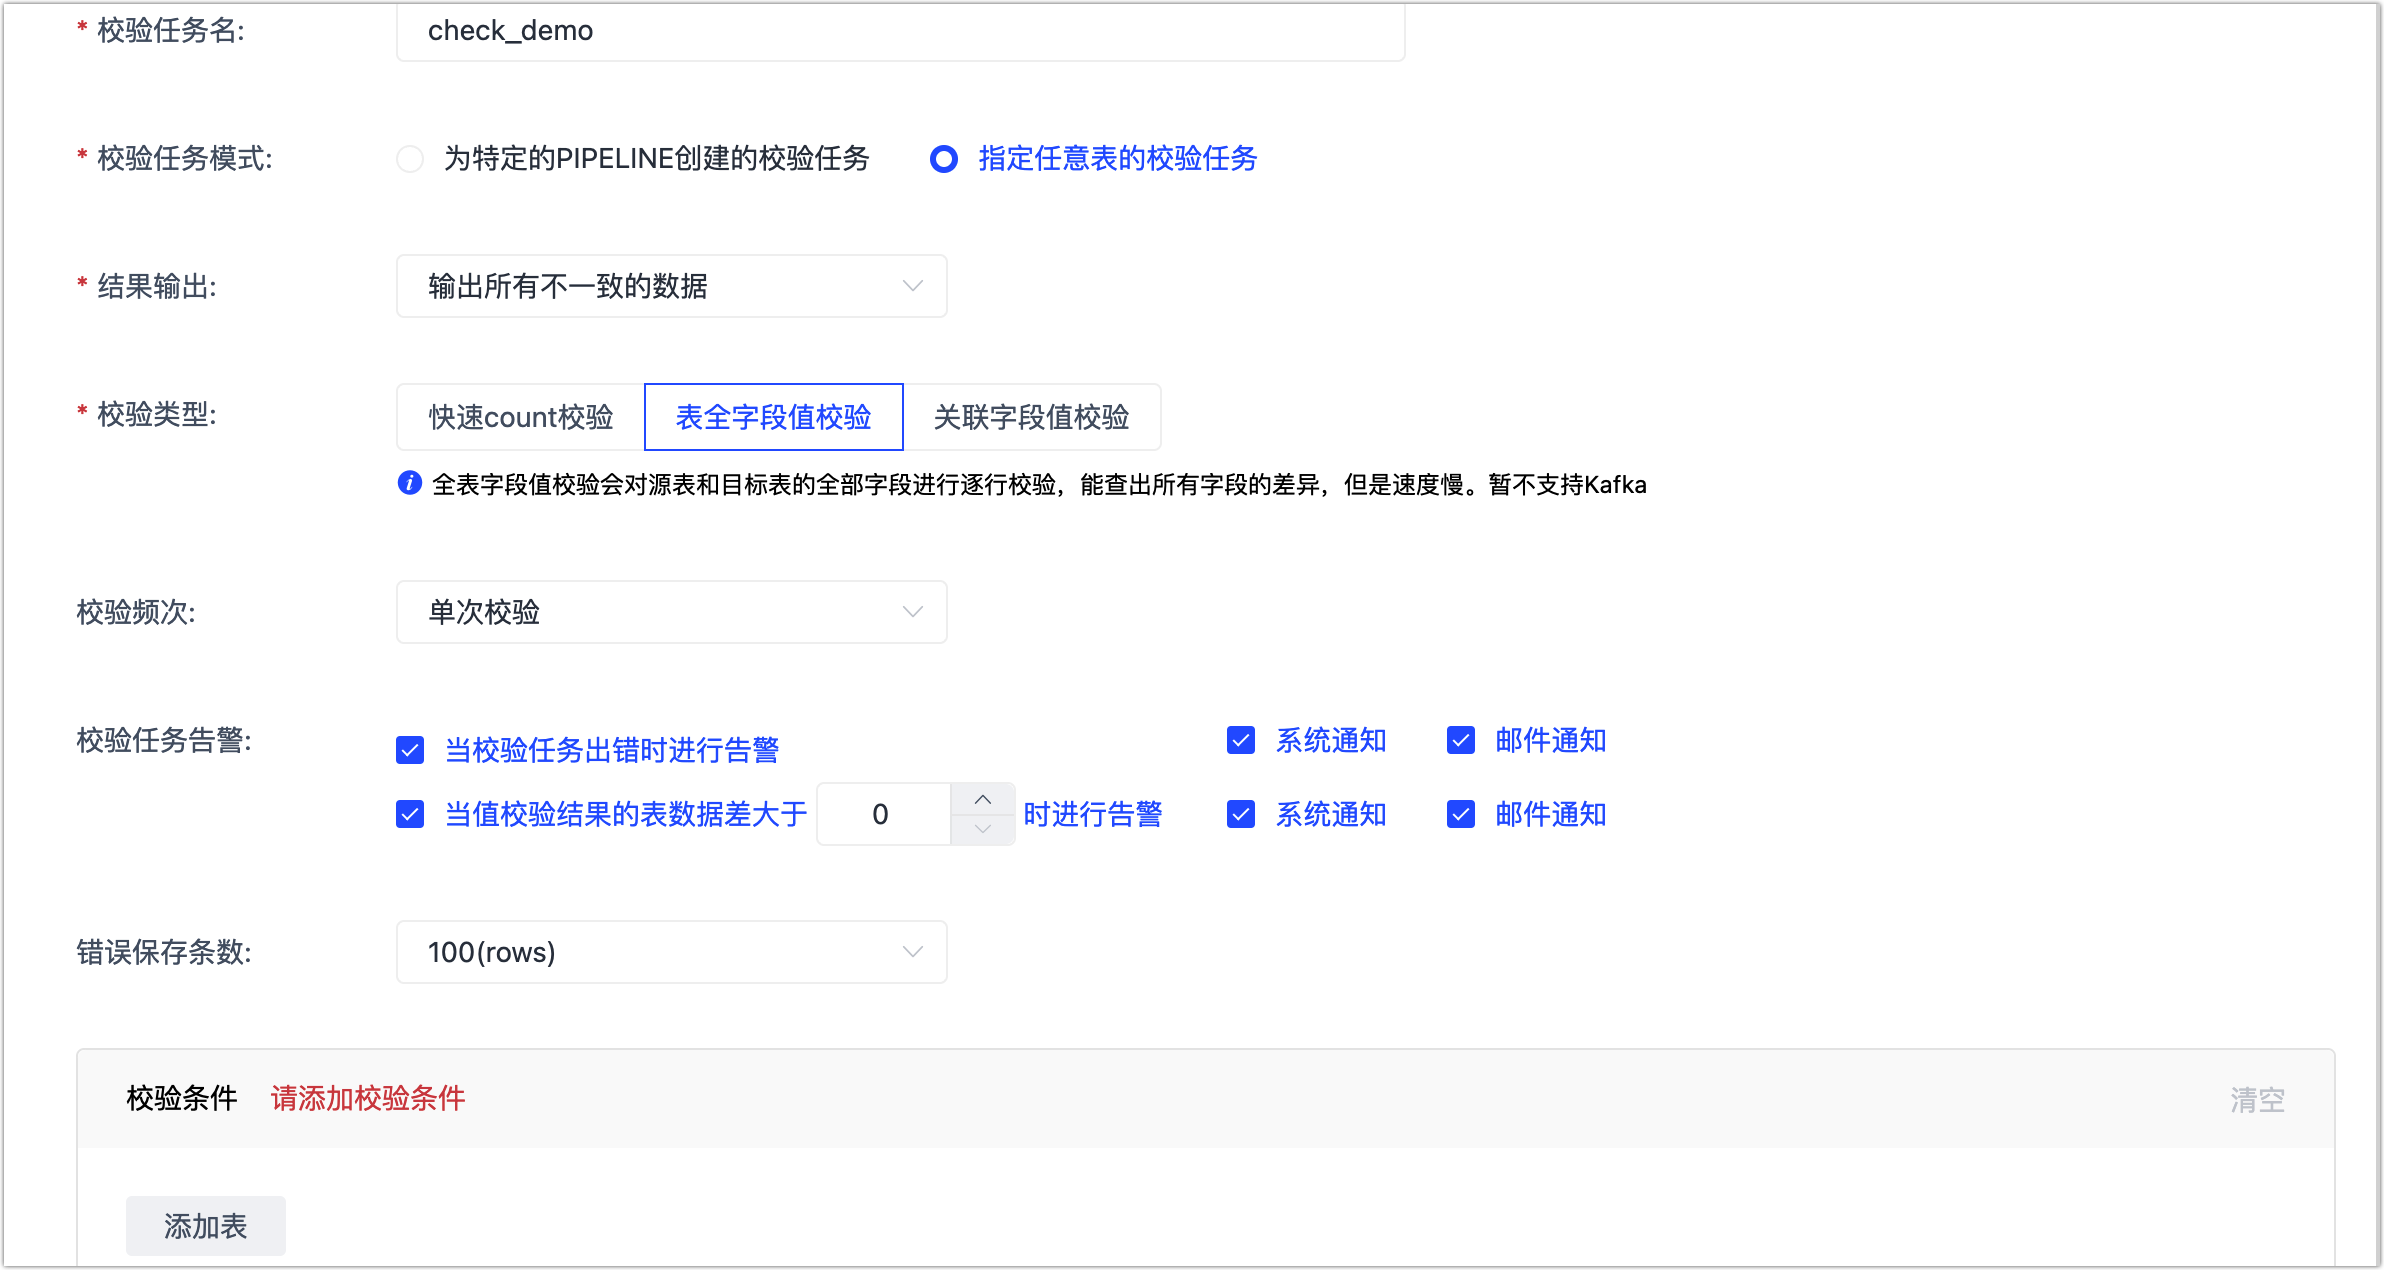 * 校验任务名: check_demo
* 校验任务模式: 为特定的PIPELINE创建的校验任务 指定任意表的校验任务
* 结果输出: 输出所有不一致的数据
* 校验类型: 快速count校验 表全字段值校验 关联字段值校验
全表字段值校验会对源表和目标表的全部字段进行逐行校验，能查出所有字段的差异，但是速度慢。暂不支持Kafka
校验频次: 单次校验
校验任务告警: 当校验任务出错时进行告警 系统通知 邮件通知
当值校验结果的表数据差大于 0 时进行告警 系统通知 邮件通知
错误保存条数: 100(rows)
校验条件 请添加校验条件 清空
添加表